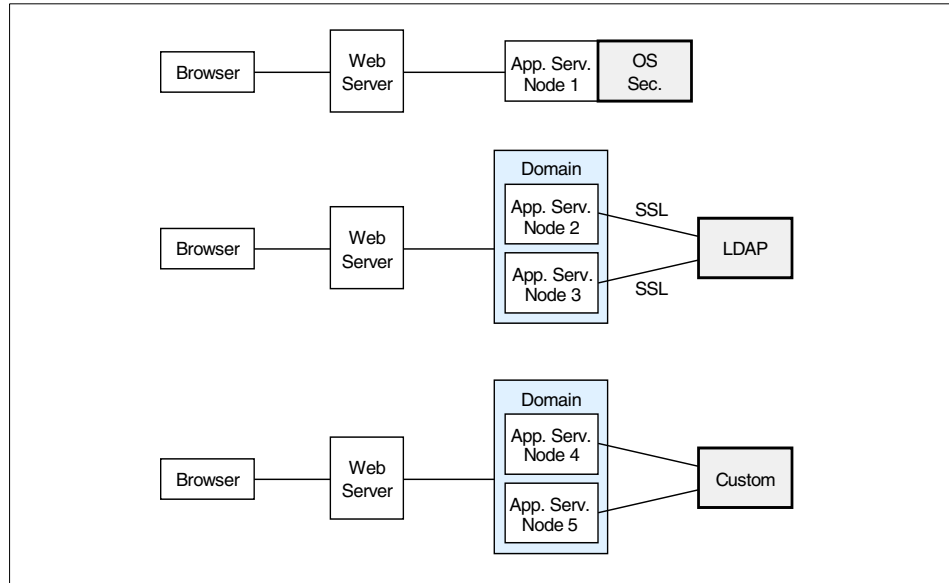 Browser
Web
Server
App. Serv.
Node 1
OS
Sec.
Domain
App. Serv.
Node 2
SSL
Browser
Web
Server
LDAP
App. Serv.
Node 3
SSL
Domain
App. Serv.
Node 4
Browser
Web
Server
Custom
App. Serv.
Node 5